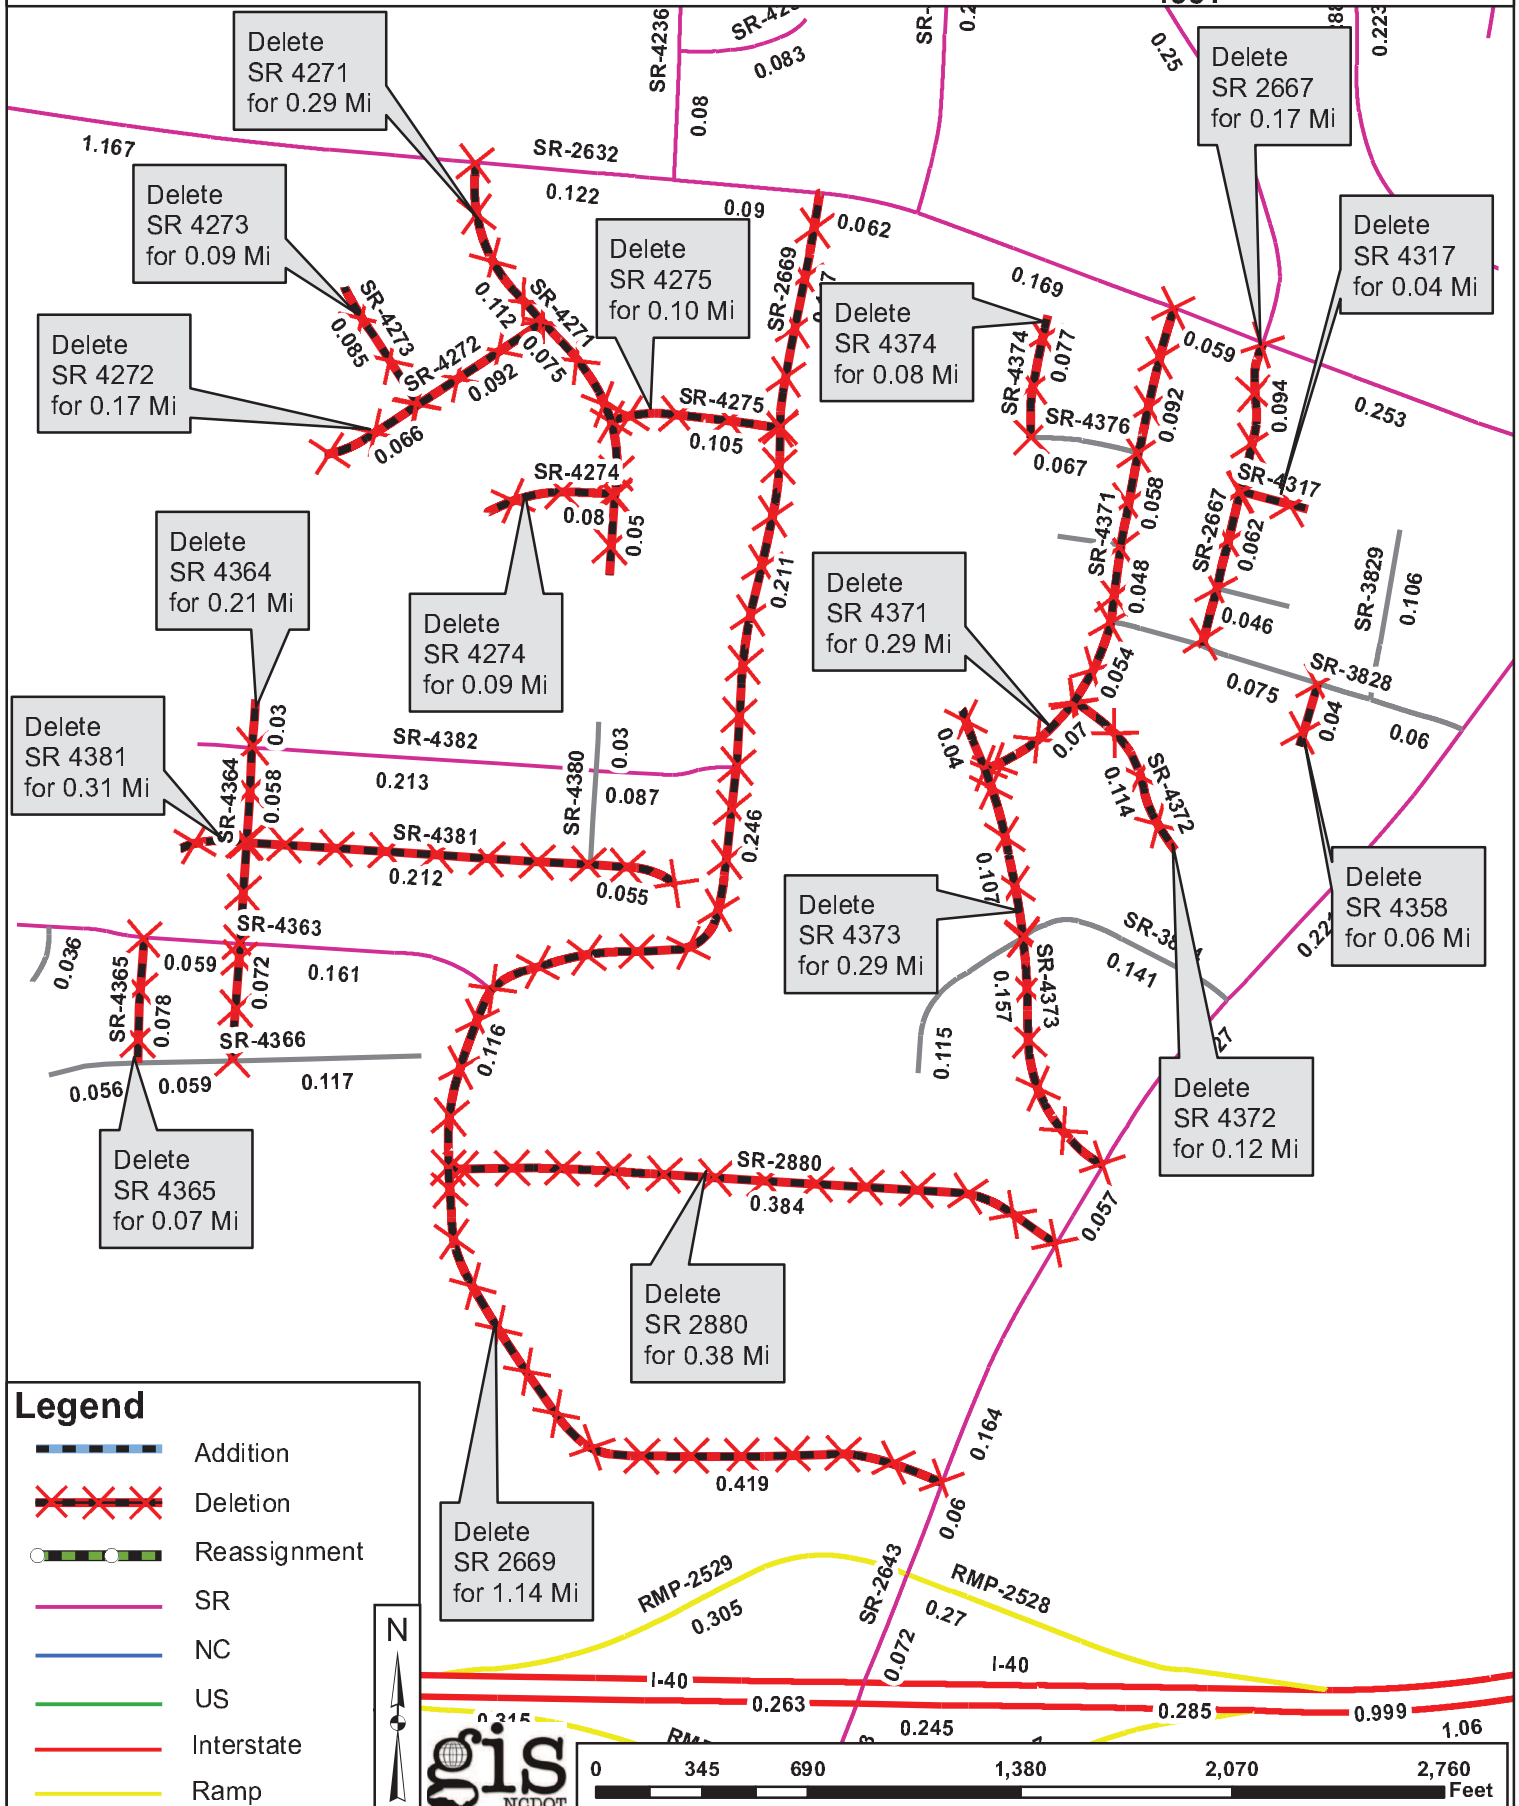 SR-4236
0.083
0.08
SR-
0.25
0.223
Delete
SR 4271
for 0.29 Mi
Delete
SR 2667
for 0.17 Mi
1.167
SR-2632
0.122
0.09
0.062
0.169
0.059
0.253
Delete
SR 4273
for 0.09 Mi
Delete
SR 4275
for 0.10 Mi
Delete
SR 4317
for 0.04 Mi
Delete
SR 4272
for 0.17 Mi
Delete
SR 4374
for 0.08 Mi
SR-4273
0.085
SR-4272
0.092
0.066
0.112
SR-4271
0.075
SR-4275
0.105
SR-2669
SR-4374
0.077
SR-4376
0.067
0.092
0.094
SR-4317
SR-4274
0.08
0.05
0.211
SR-4371
0.058
0.048
0.054
SR-2667
0.062
0.046
SR-3829
0.106
SR-3828
0.075
0.04
0.06
Delete
SR 4364
for 0.21 Mi
Delete
SR 4274
for 0.09 Mi
Delete
SR 4371
for 0.29 Mi
Delete
SR 4381
for 0.31 Mi
0.03
SR-4382
0.213
SR-4364
0.058
SR-4380
0.03
0.087
SR-4381
0.212
0.055
0.246
0.04
0.07
0.114
SR-4372
0.107
Delete
SR 4373
for 0.29 Mi
Delete
SR 4358
for 0.06 Mi
0.036
SR-4363
0.059
0.161
SR-4365
0.078
0.072
SR-4366
0.056
0.059
0.117
0.116
SR-4373
0.157
0.141
0.115
27
Delete
SR 4365
for 0.07 Mi
Delete
SR 4372
for 0.12 Mi
SR-2880
0.384
0.057
Delete
SR 2880
for 0.38 Mi
0.164
0.419
0.06
Delete
SR 2669
for 1.14 Mi
Legend
Addition
Deletion
Reassignment
SR
NC
US
Interstate
Ramp
N
RMP-2529
0.305
SR-2643
RMP-2528
0.27
0.072
I-40
I-40
0.263
0.285
0.999
0.315
0.245
1.06
gis
NCDOT
0 345 690 1,380 2,070 2,760
Feet